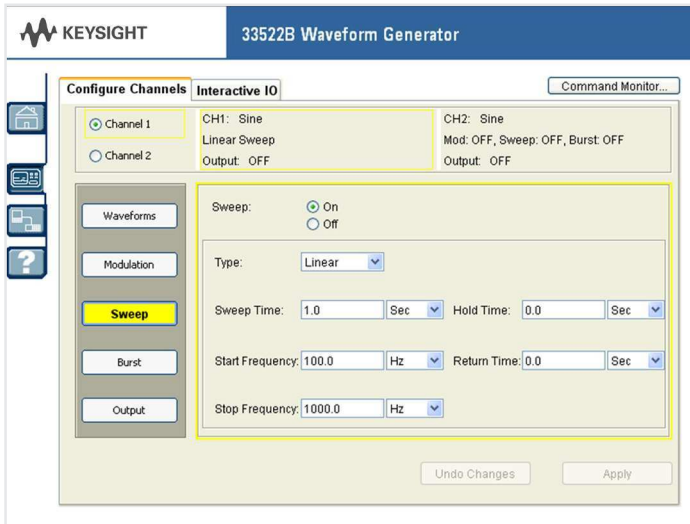 KEYSIGHT
33522B Waveform Generator
Configure Channels
Interactive IO
Command Monitor...
Channel 1
Channel 2
CH1: Sine
Linear Sweep
Output: OFF
CH2: Sine
Mod: OFF, Sweep: OFF, Burst: OFF
Output: OFF
Waveforms
Modulation
Sweep
Burst
Output
Sweep:
On
Off
Type: Linear
Sweep Time: 1.0 Sec Hold Time: 0.0 Sec
Start Frequency: 100.0 Hz Return Time: 0.0 Sec
Stop Frequency: 1000.0 Hz
Undo Changes
Apply
?